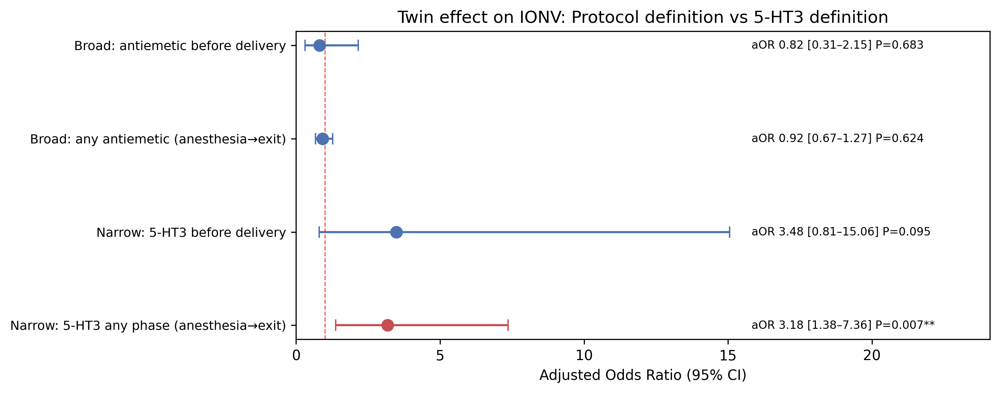 Twin effect on IONV: Protocol definition vs 5-HT3 definition
Broad: antiemetic before delivery
aOR 0.82 [0.31–2.15] P=0.683
Broad: any antiemetic (anesthesia→exit)
aOR 0.92 [0.67–1.27] P=0.624
Narrow: 5-HT3 before delivery
aOR 3.48 [0.81–15.06] P=0.095
Narrow: 5-HT3 any phase (anesthesia→exit)
aOR 3.18 [1.38–7.36] P=0.007**
0 5 10 15 20
Adjusted Odds Ratio (95% CI)